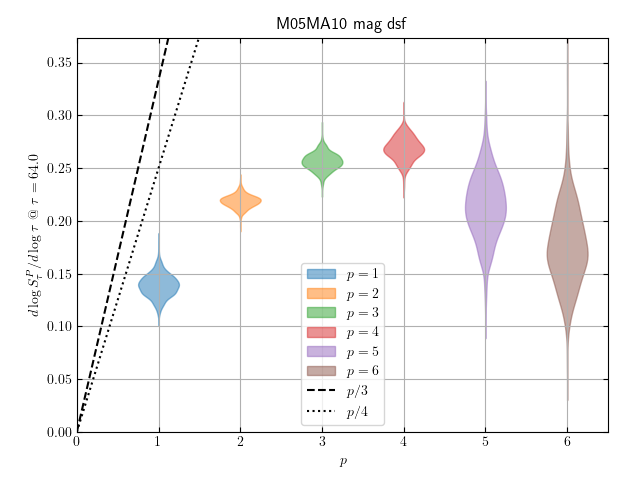 M05MA10 mag dsf
d log S_τ^p / d log τ @ τ = 64.0
0.35
0.30
0.25
0.20
0.15
0.10
0.05
0.00
p = 1
p = 2
p = 3
p = 4
p = 5
p = 6
p/3
p/4
0 1 2 3 4 5 6
p